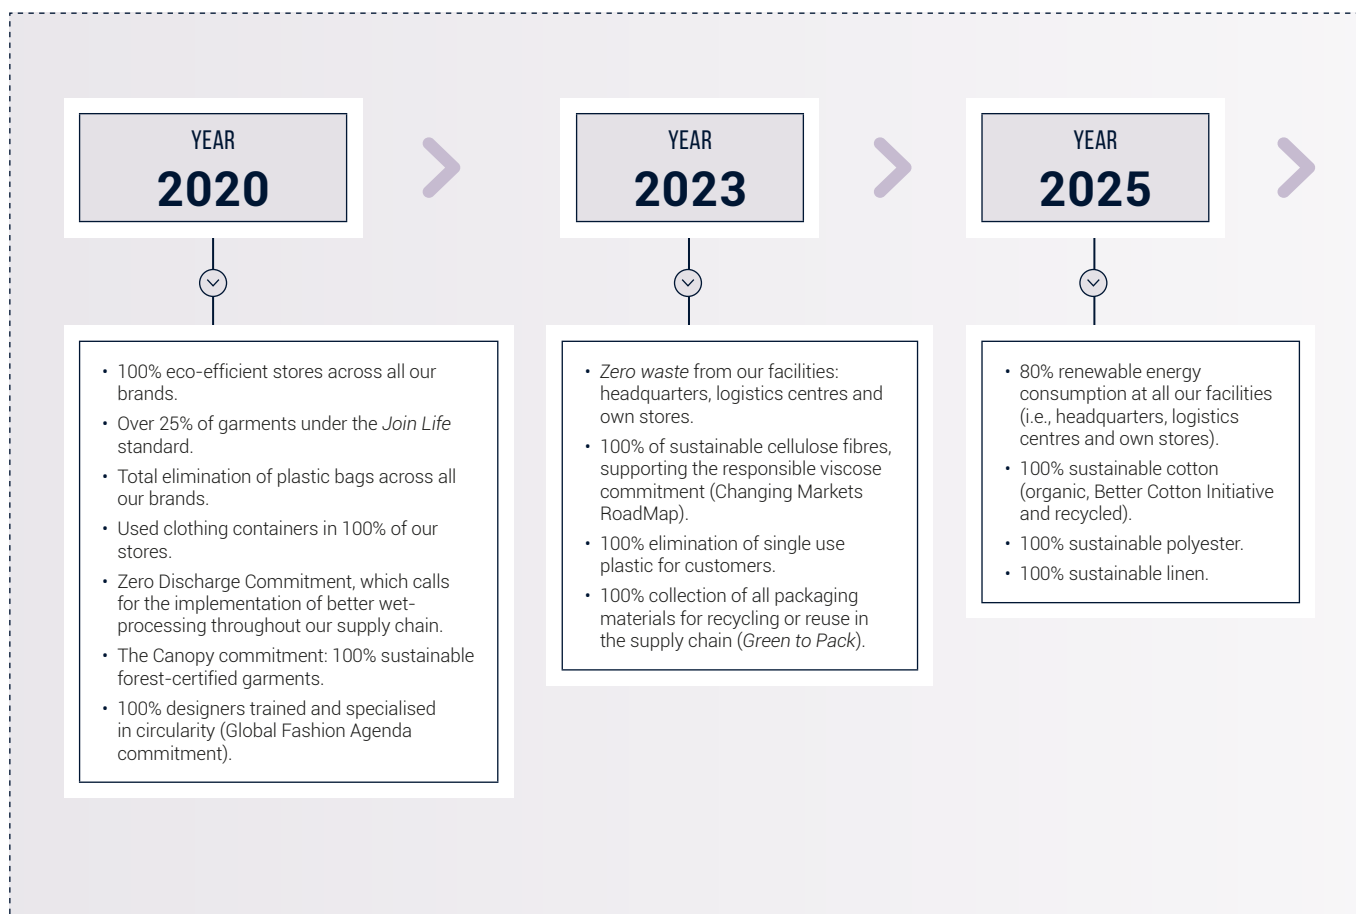 YEAR
2020
• 100% eco-efficient stores across all our
brands.
• Over 25% of garments under the Join Life
standard.
• Total elimination of plastic bags across all
our brands.
• Used clothing containers in 100% of our
stores.
• Zero Discharge Commitment, which calls
for the implementation of better wet-
processing throughout our supply chain.
• The Canopy commitment: 100% sustainable
forest-certified garments.
• 100% designers trained and specialised
in circularity (Global Fashion Agenda
commitment).
YEAR
2023
• Zero waste from our facilities:
headquarters, logistics centres and
own stores.
• 100% of sustainable cellulose fibres,
supporting the responsible viscose
commitment (Changing Markets
RoadMap).
• 100% elimination of single use
plastic for customers.
• 100% collection of all packaging
materials for recycling or reuse in
the supply chain (Green to Pack).
YEAR
2025
• 80% renewable energy
consumption at all our facilities
(i.e., headquarters, logistics
centres and own stores).
• 100% sustainable cotton
(organic, Better Cotton Initiative
and recycled).
• 100% sustainable polyester.
• 100% sustainable linen.